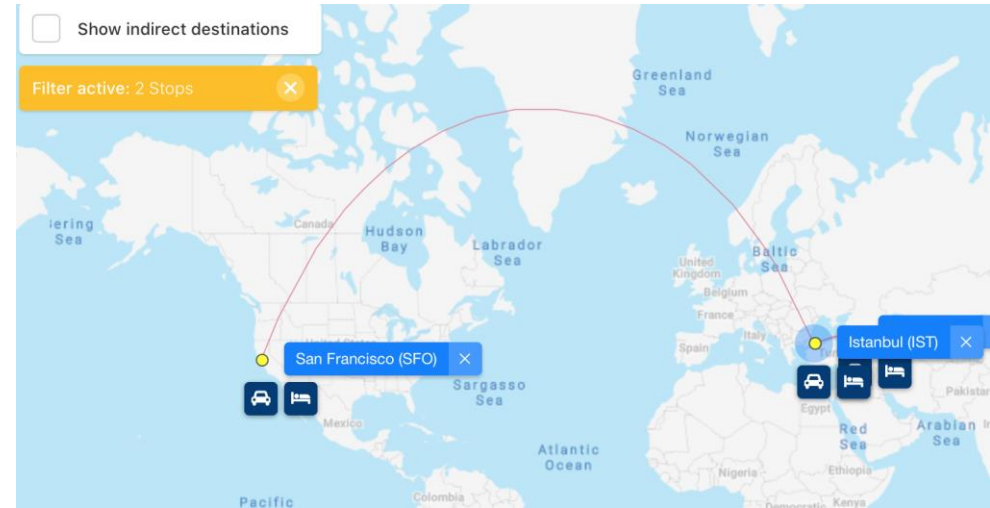 Show indirect destinations
Filter active: 2 Stops
Greenland
Sea
Norwegian
Sea
Canada
Hudson
Bay
Labrador
Sea
Baltic
Sea
United
Kingdom
Belgium
France
Italy
Spain
Istanbul (IST)
San Francisco (SFO)
Sargasso
Sea
Mexico
Egypt
Pakistan
Red
Sea
Arabian
Sea
Atlantic
Ocean
Nigeria
Ethiopia
Pacific
Colombia
Kenya